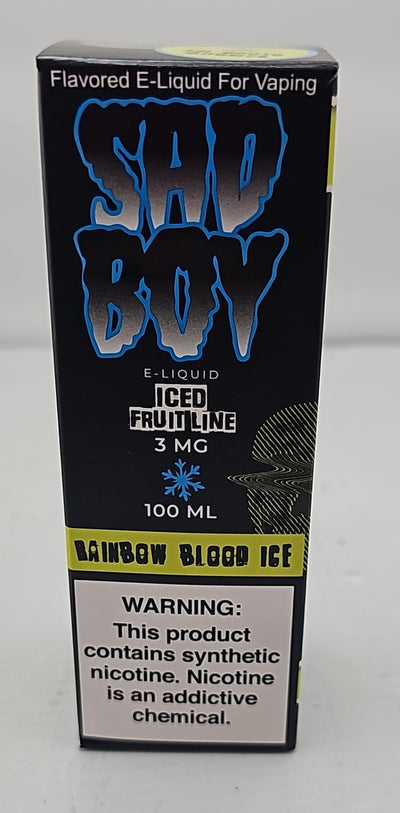 Flavored E-Liquid For Vaping
SAD
BOY
E-LIQUID
ICED
FRUIT LINE
3 MG
100 ML
RAINBOW BLOOD ICE
WARNING:
This product
contains synthetic
nicotine. Nicotine
is an addictive
chemical.